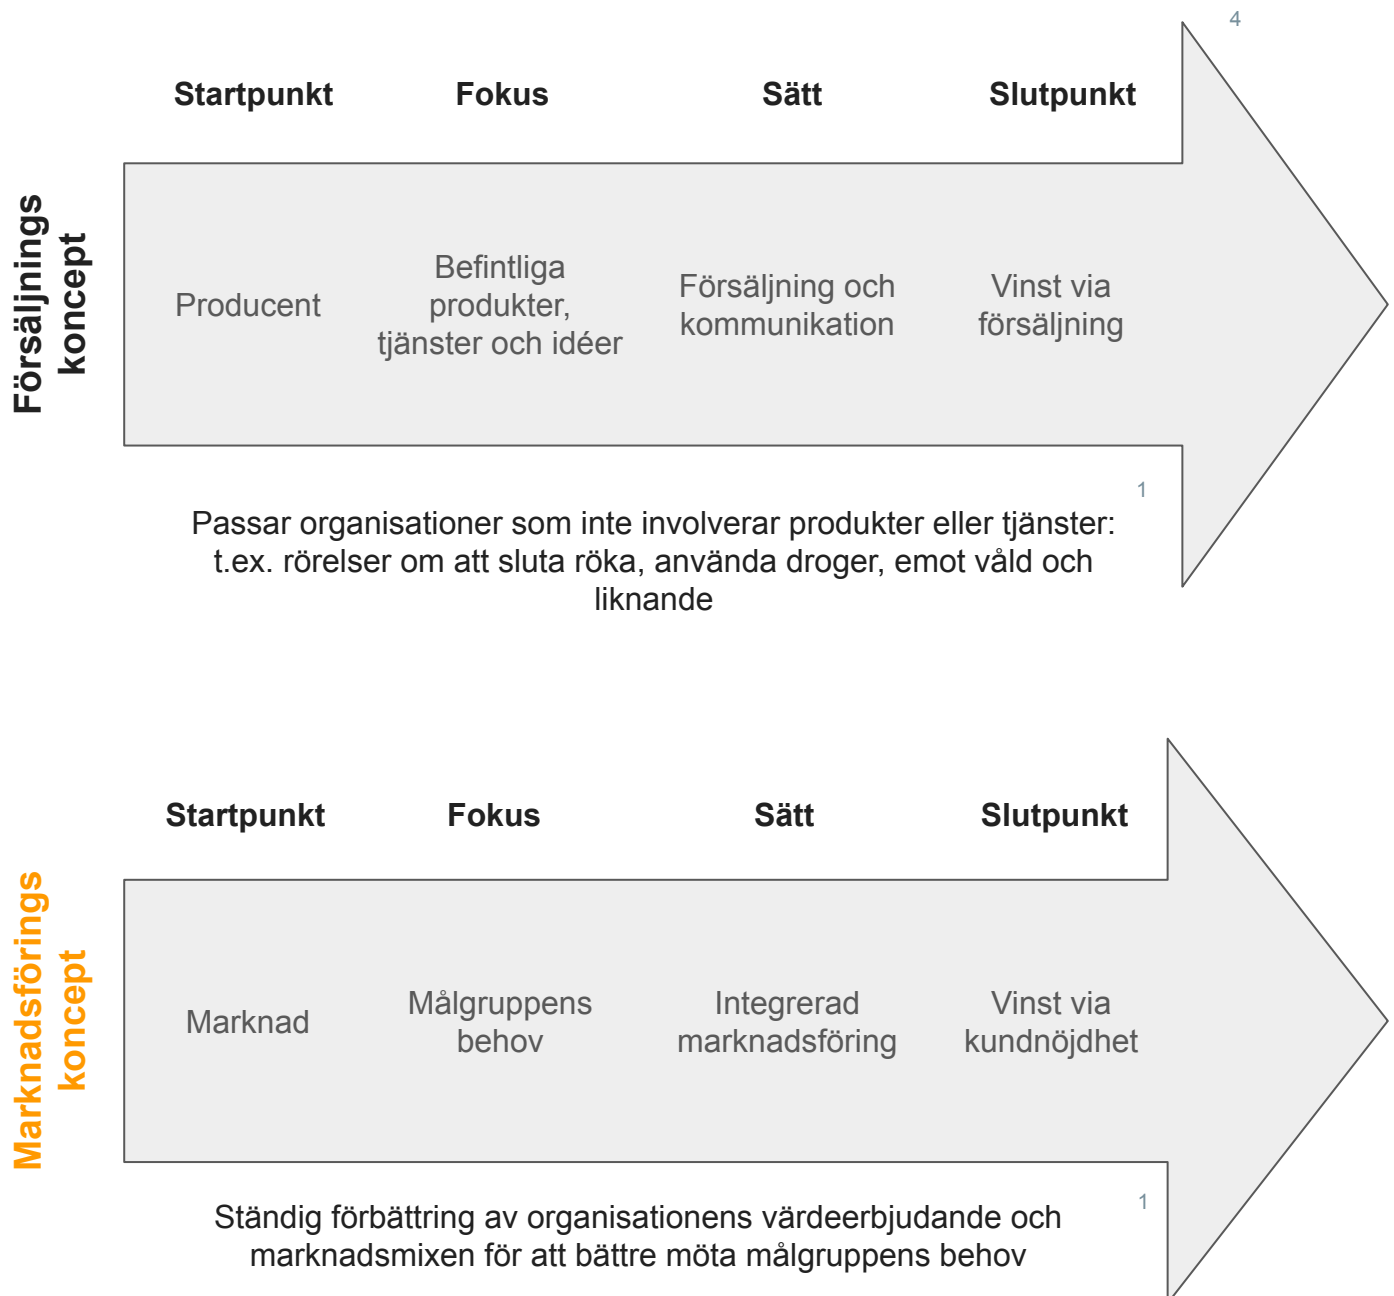 4
Startpunkt Fokus Sätt Slutpunkt
Försäljnings
koncept
Producent
Befintliga
produkter,
tjänster och idéer
Försäljning och
kommunikation
Vinst via
försäljning
1
Passar organisationer som inte involverar produkter eller tjänster:
t.ex. rörelser om att sluta röka, använda droger, emot våld och
liknande
Startpunkt Fokus Sätt Slutpunkt
Marknadsförings
koncept
Marknad
Målgruppens
behov
Integrerad
marknadsföring
Vinst via
kundnöjdhet
1
Ständig förbättring av organisationens värdeerbjudande och
marknadsmixen för att bättre möta målgruppens behov